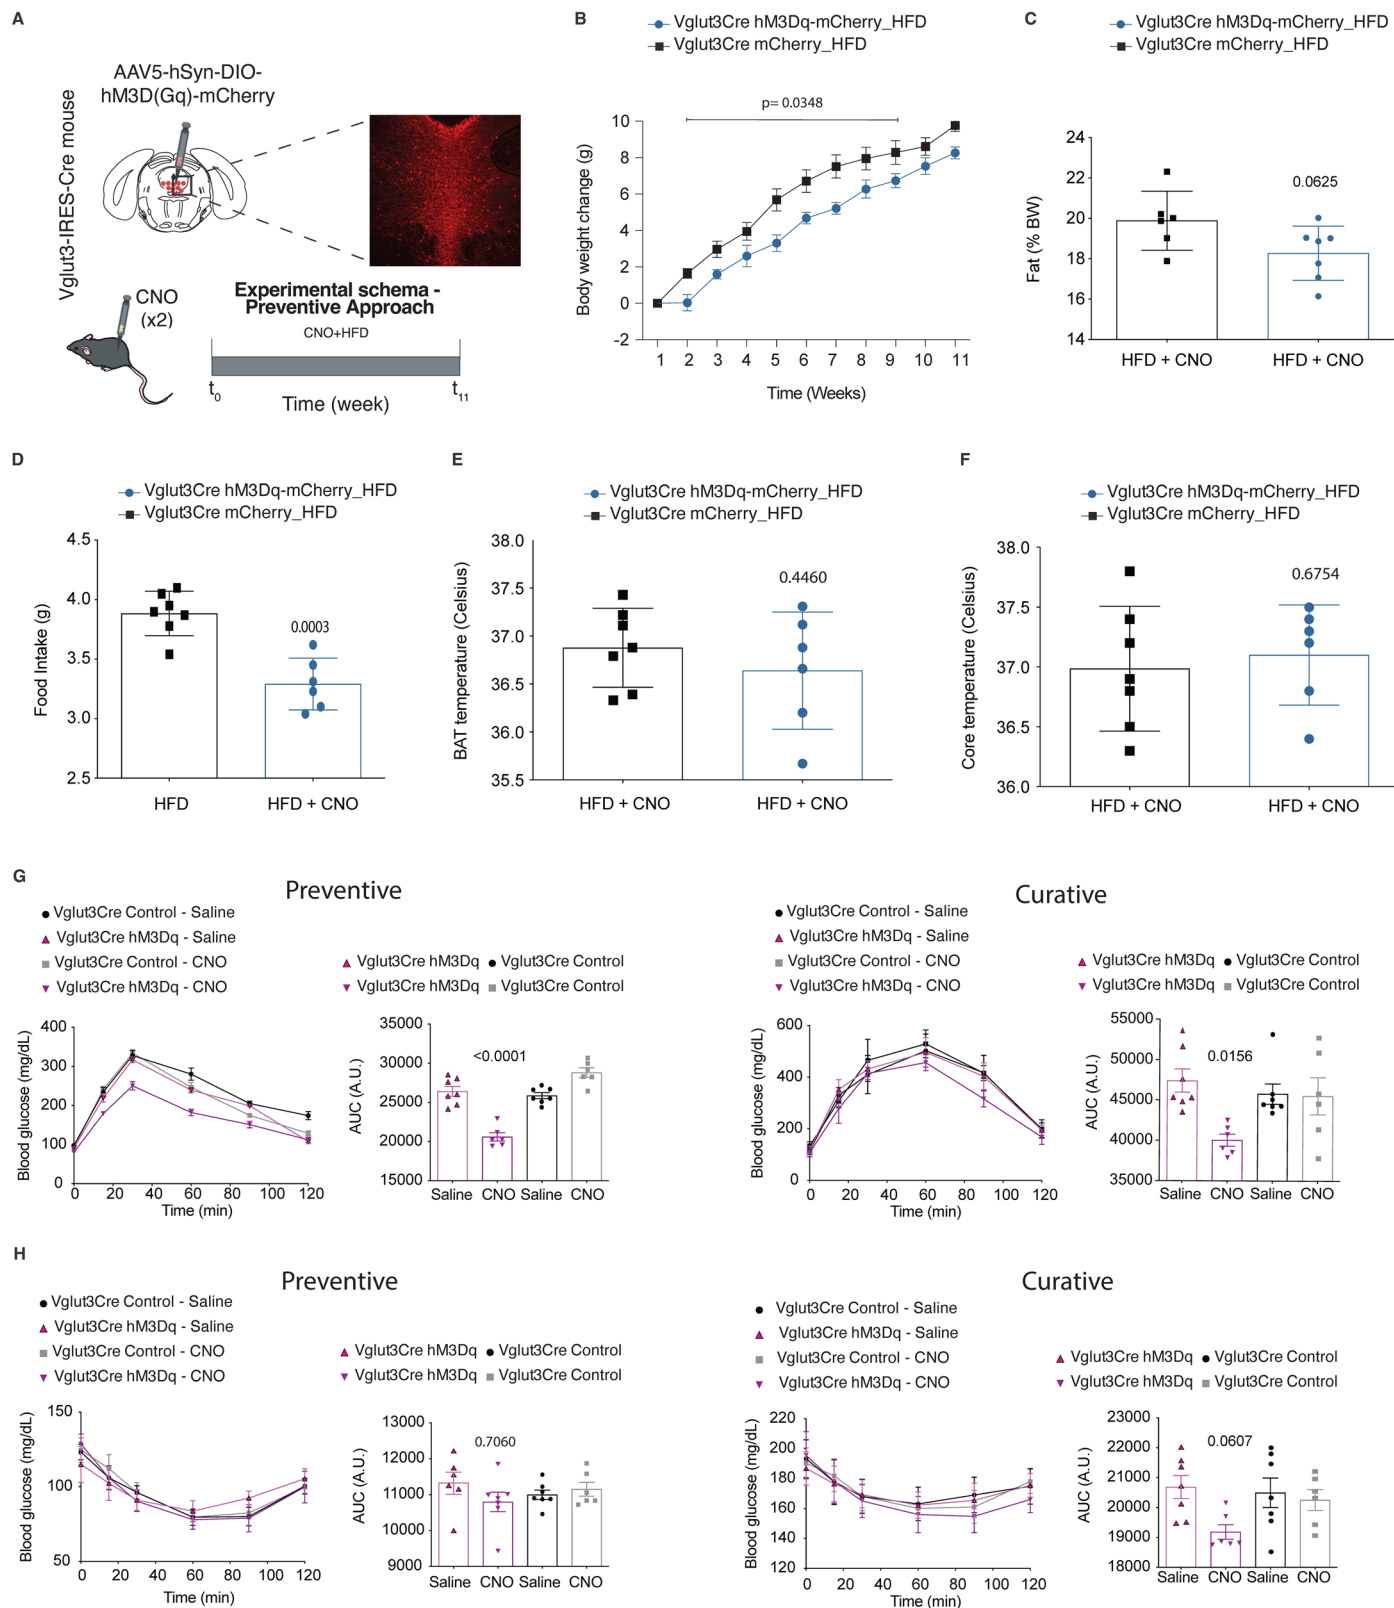 A
AAV5-hSyn-DIO-
hM3D(Gq)-mCherry
Vglut3-IRES-Cre mouse
CNO
(x2)
Experimental schema -
Preventive Approach
CNO+HFD
t0
t11
Time (week)
B
Vglut3Cre hM3Dq-mCherry_HFD
Vglut3Cre mCherry_HFD
p= 0.0348
Body weight change (g)
10
8
6
4
2
0
-2
1 2 3 4 5 6 7 8 9 10 11
Time (Weeks)
C
Vglut3Cre hM3Dq-mCherry_HFD
Vglut3Cre mCherry_HFD
Fat (% BW)
24
22
20
18
16
14
0.0625
HFD + CNO HFD + CNO
D
Vglut3Cre hM3Dq-mCherry_HFD
Vglut3Cre mCherry_HFD
Food Intake (g)
4.5
4.0
3.5
3.0
2.5
0.0003
HFD HFD + CNO
E
Vglut3Cre hM3Dq-mCherry_HFD
Vglut3Cre mCherry_HFD
BAT temperature (Celsius)
38.0
37.0
36.5
36.0
35.5
0.4460
HFD + CNO HFD + CNO
F
Vglut3Cre hM3Dq-mCherry_HFD
Vglut3Cre mCherry_HFD
Core temperature (Celsius)
38.0
37.5
37.0
36.5
36.0
0.6754
HFD + CNO HFD + CNO
G
Preventive
Vglut3Cre Control - Saline
Vglut3Cre hM3Dq - Saline
Vglut3Cre Control - CNO
Vglut3Cre hM3Dq - CNO
Blood glucose (mg/dL)
400
300
200
100
0
0 20 40 60 80 100 120
Time (min)
Vglut3Cre hM3Dq Vglut3Cre Control
Vglut3Cre hM3Dq Vglut3Cre Control
AUC (A.U.)
35000
30000
25000
20000
15000
<0.0001
Saline CNO Saline CNO
Curative
Vglut3Cre Control - Saline
Vglut3Cre hM3Dq - Saline
Vglut3Cre Control - CNO
Vglut3Cre hM3Dq - CNO
Blood glucose (mg/dL)
600
400
200
0
0 20 40 60 80 100 120
Time (min)
Vglut3Cre hM3Dq Vglut3Cre Control
Vglut3Cre hM3Dq Vglut3Cre Control
AUC (A.U.)
55000
50000
45000
40000
35000
0.0156
Saline CNO Saline CNO
H
Preventive
Vglut3Cre Control - Saline
Vglut3Cre hM3Dq - Saline
Vglut3Cre Control - CNO
Vglut3Cre hM3Dq - CNO
Blood glucose (mg/dL)
150
100
50
0 20 40 60 80 100 120
Time (min)
Vglut3Cre hM3Dq Vglut3Cre Control
Vglut3Cre hM3Dq Vglut3Cre Control
AUC (A.U.)
13000
12000
11000
10000
9000
0.7060
Saline CNO Saline CNO
Curative
Vglut3Cre Control - Saline
Vglut3Cre hM3Dq - Saline
Vglut3Cre Control - CNO
Vglut3Cre hM3Dq - CNO
Blood glucose (mg/dL)
220
200
180
160
140
120
0 20 40 60 80 100 120
Time (min)
Vglut3Cre hM3Dq Vglut3Cre Control
Vglut3Cre hM3Dq Vglut3Cre Control
AUC (A.U.)
23000
22000
21000
20000
19000
18000
0.0607
Saline CNO Saline CNO